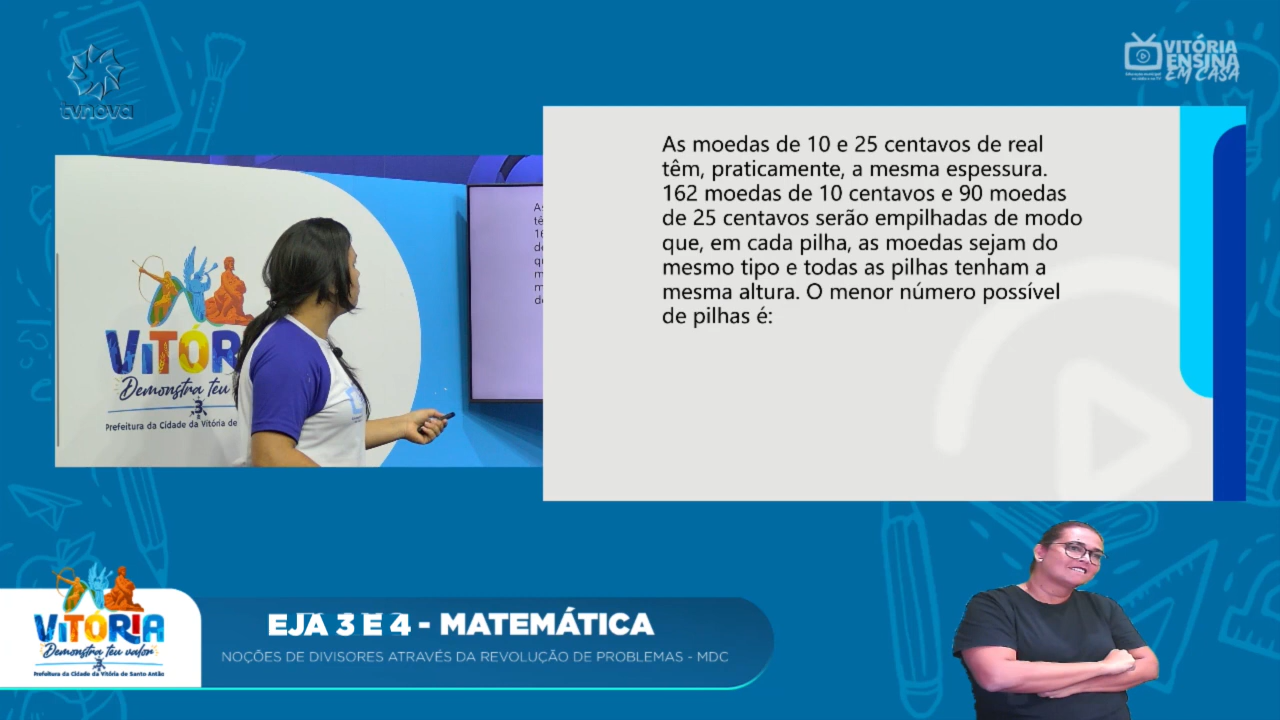 tvnova
VITÓRIA
ENSINA
EM CASA
As moedas de 10 e 25 centavos de real
têm, praticamente, a mesma espessura.
162 moedas de 10 centavos e 90 moedas
de 25 centavos serão empilhadas de modo
que, em cada pilha, as moedas sejam do
mesmo tipo e todas as pilhas tenham a
mesma altura. O menor número possível
de pilhas é:
VITÓR
Demonstra teu
Prefeitura da Cidade da Vitória de
VITÓRIA
Demonstra teu valor
Prefeitura da Cidade da Vitória de Santo Antão
EJA 3 E 4 - MATEMÁTICA
NOÇÕES DE DIVISORES ATRAVÉS DA REVOLUÇÃO DE PROBLEMAS - MDC